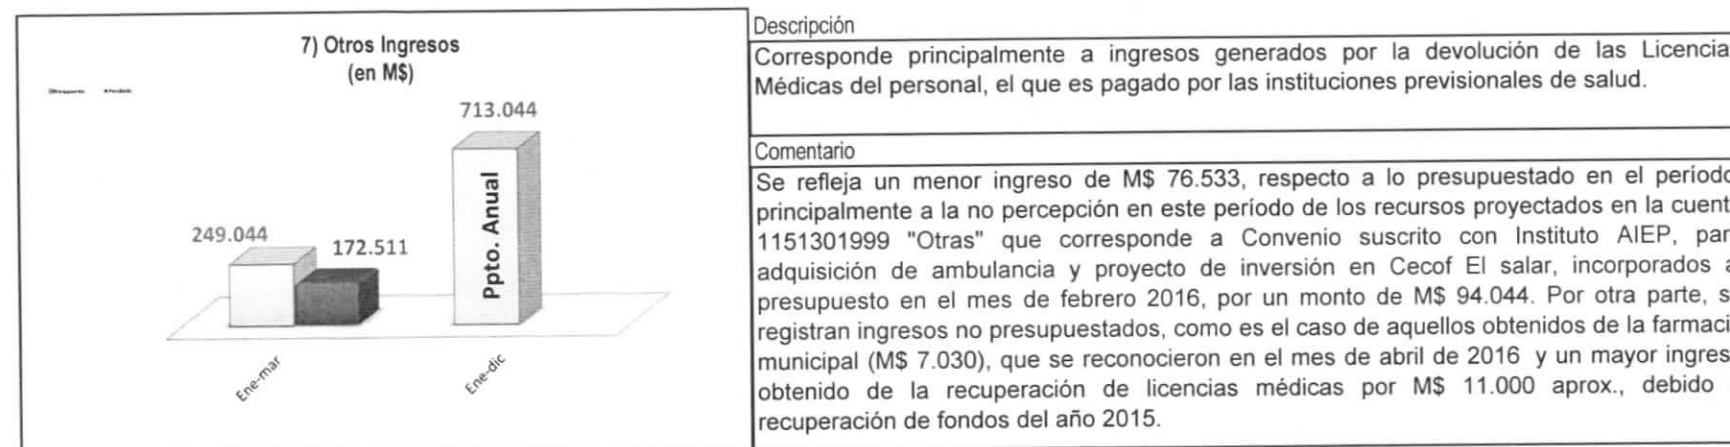 7) Otros Ingresos
(en M$)
713.044
249.044
172.511
Ppto. Anual
Ene-mar
Ene-dic
Descripción
Corresponde principalmente a ingresos generados por la devolución de las Licencia
Médicas del personal, el que es pagado por las instituciones previsionales de salud.
Comentario
Se refleja un menor ingreso de M$ 76.533, respecto a lo presupuestado en el período
principalmente a la no percepción en este período de los recursos proyectados en la cuent
1151301999 "Otras" que corresponde a Convenio suscrito con Instituto AIEP, par
adquisición de ambulancia y proyecto de inversión en Cecof El salar, incorporados a
presupuesto en el mes de febrero 2016, por un monto de M$ 94.044. Por otra parte, s
registran ingresos no presupuestados, como es el caso de aquellos obtenidos de la farmaci
municipal (M$ 7.030), que se reconocieron en el mes de abril de 2016 y un mayor ingres
obtenido de la recuperación de licencias médicas por M$ 11.000 aprox., debido
recuperación de fondos del año 2015.